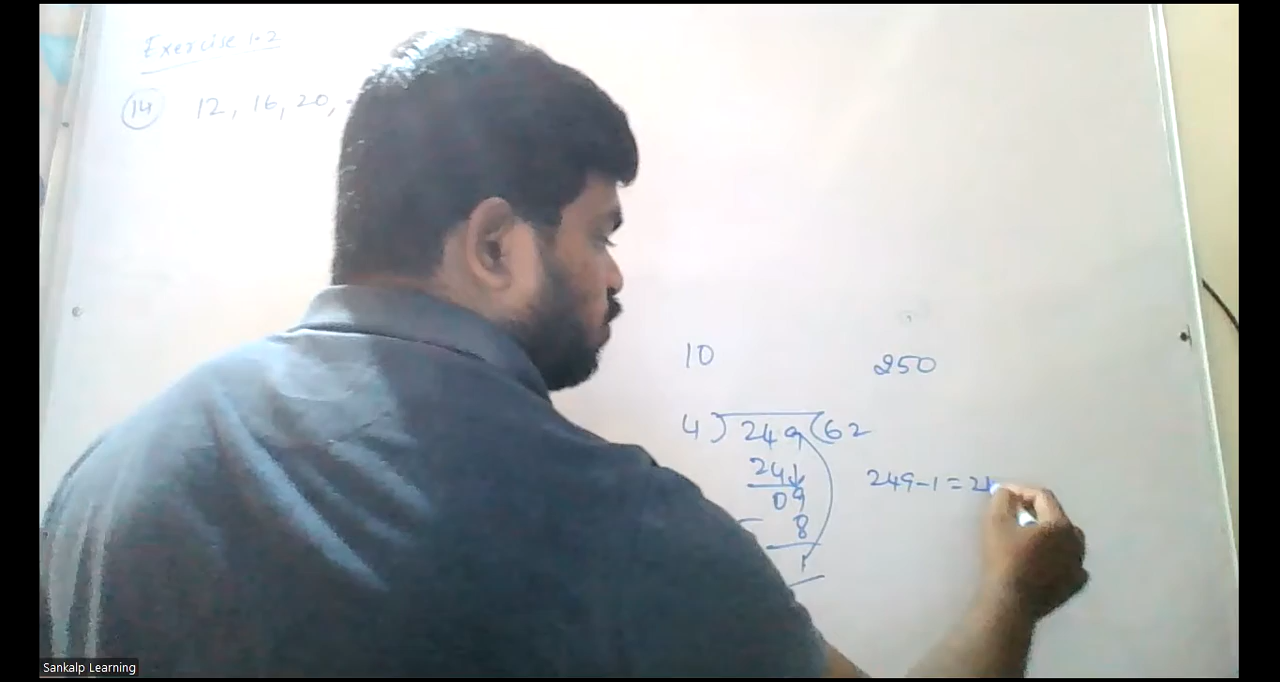 Exercise 1.2
14 12, 16, 20,
10 250
4) 249 (62
24
09 249-1=24
- 8
1
Sankalp Learning